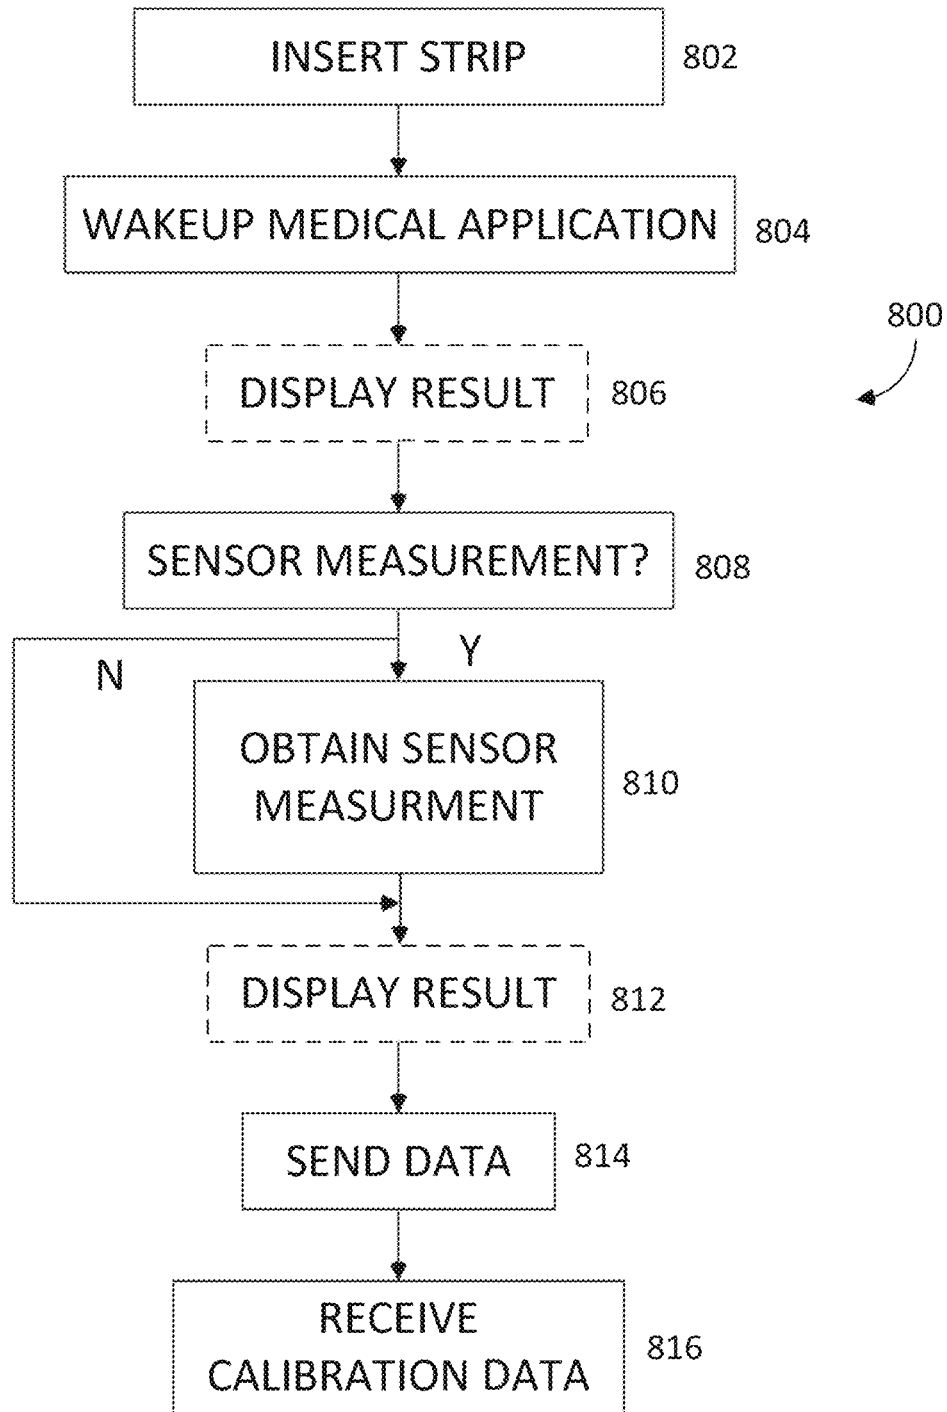 INSERT STRIP
802
WAKEUP MEDICAL APPLICATION
804
800
DISPLAY RESULT
806
SENSOR MEASUREMENT?
808
Y
N
OBTAIN SENSOR
MEASURMENT
810
DISPLAY RESULT
812
SEND DATA
814
RECEIVE
CALIBRATION DATA
816